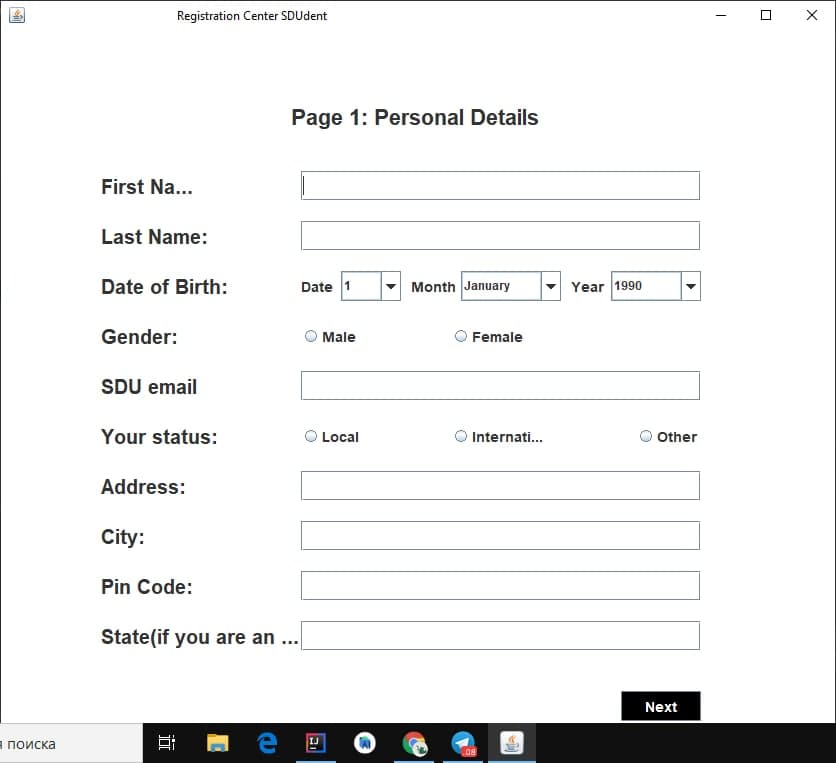 Registration Center SDUdent
Page 1: Personal Details
First Na...
Last Name:
Date of Birth: Date 1 Month January Year 1990
Gender: Male Female
SDU email
Your status: Local Internati... Other
Address:
City:
Pin Code:
State(if you are an ...
Next
поиска
IJ
.08